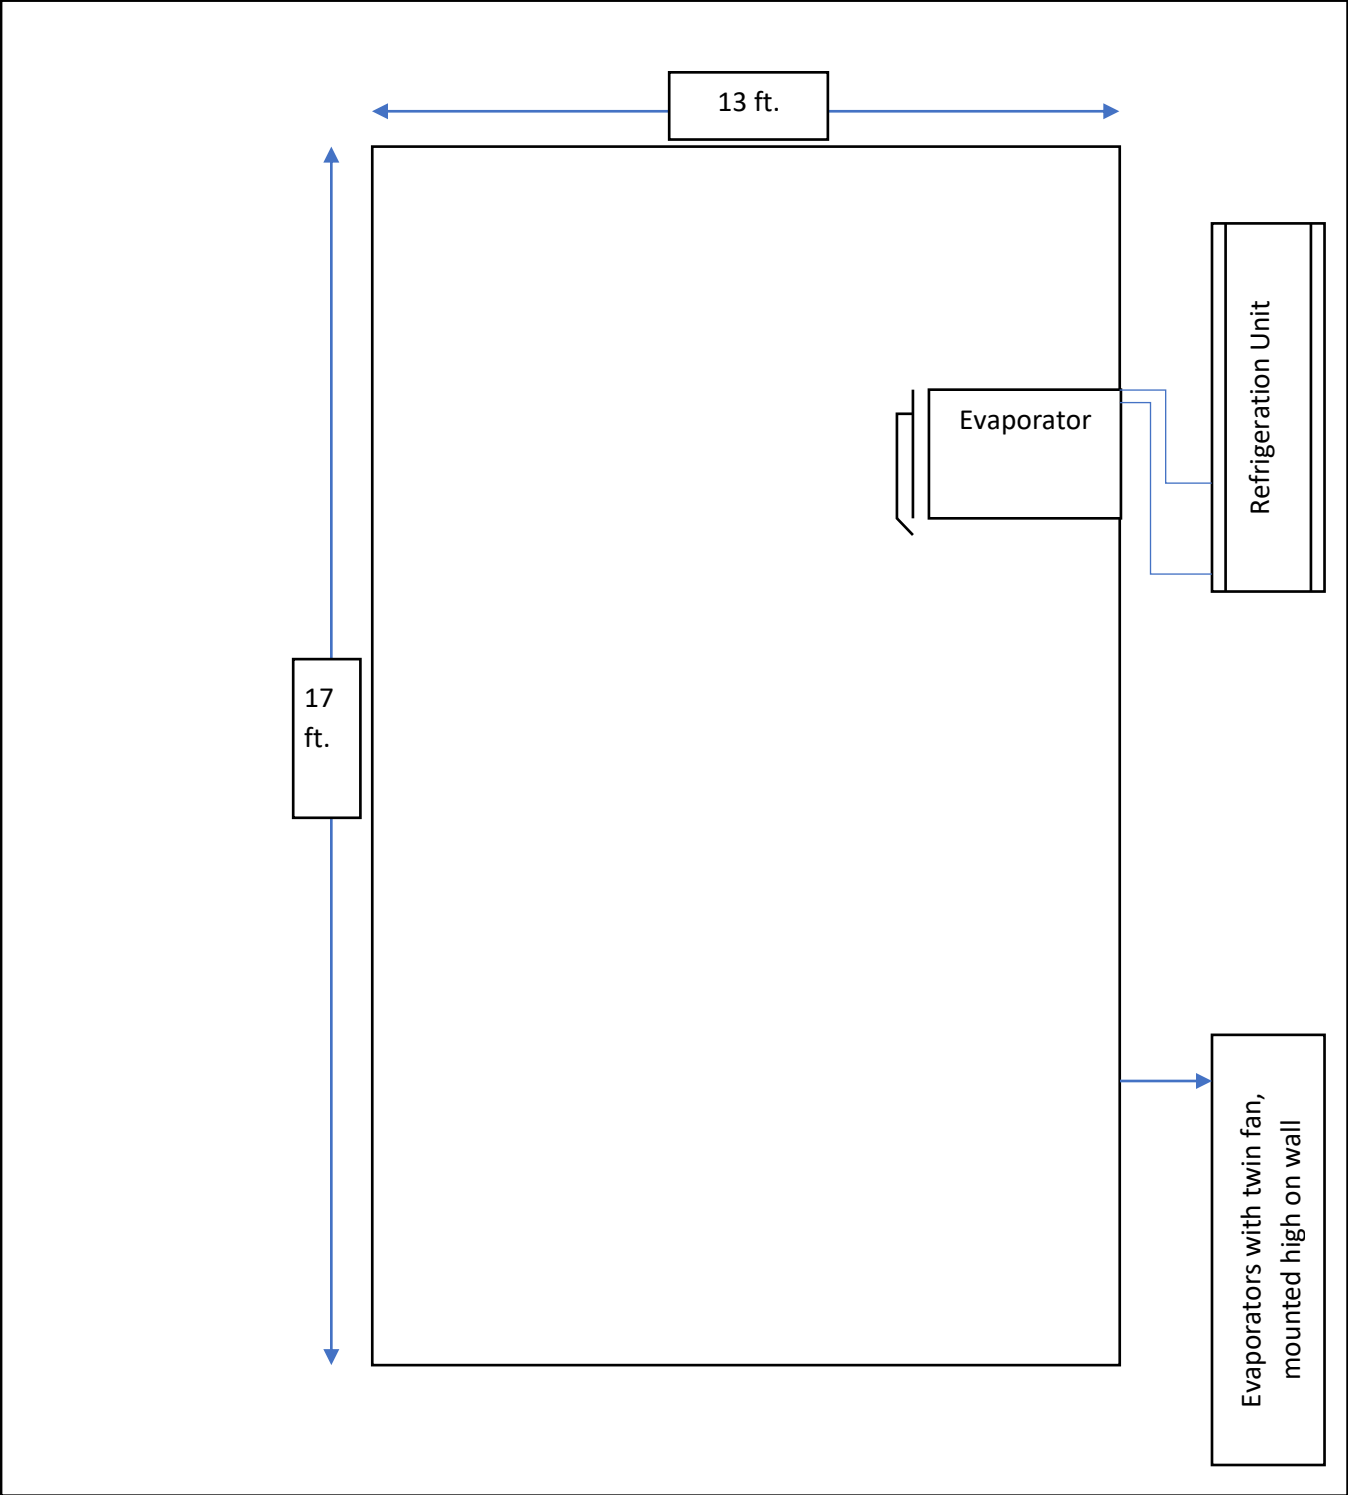 13 ft.
Refrigeration Unit
Evaporator
17
ft.
Evaporators with twin fan,
mounted high on wall